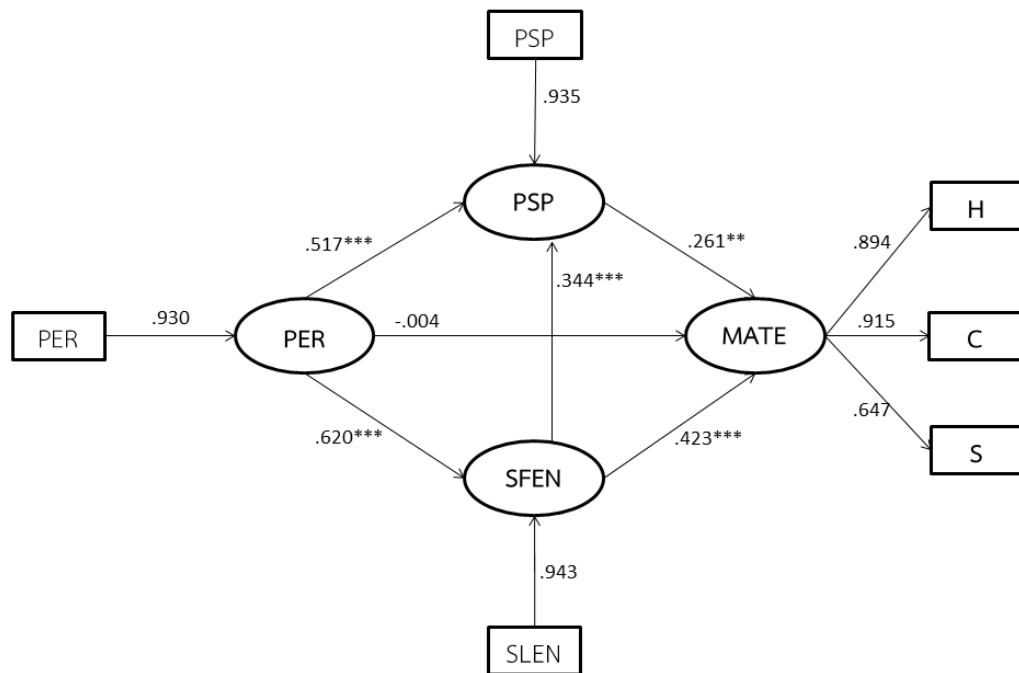 PSP
.935
PSP
H
.517***
.261**
.894
.344***
PER
.930
PER
-.004
MATE
.915
C
.620***
.423***
.647
S
SFEN
.943
SLEN